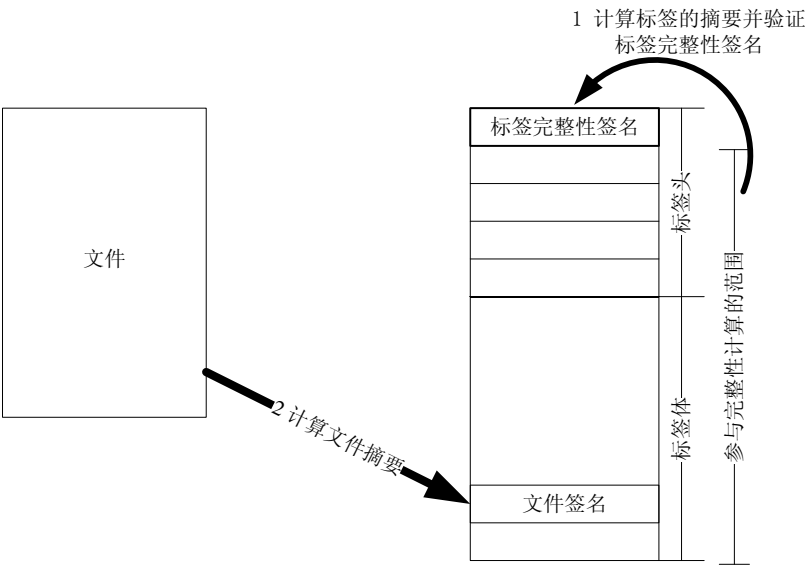 1 计算标签的摘要并验证
标签完整性签名
标签完整性签名
标签头
文件
参与完整性计算的范围
2 计算文件摘要
标签体
文件签名